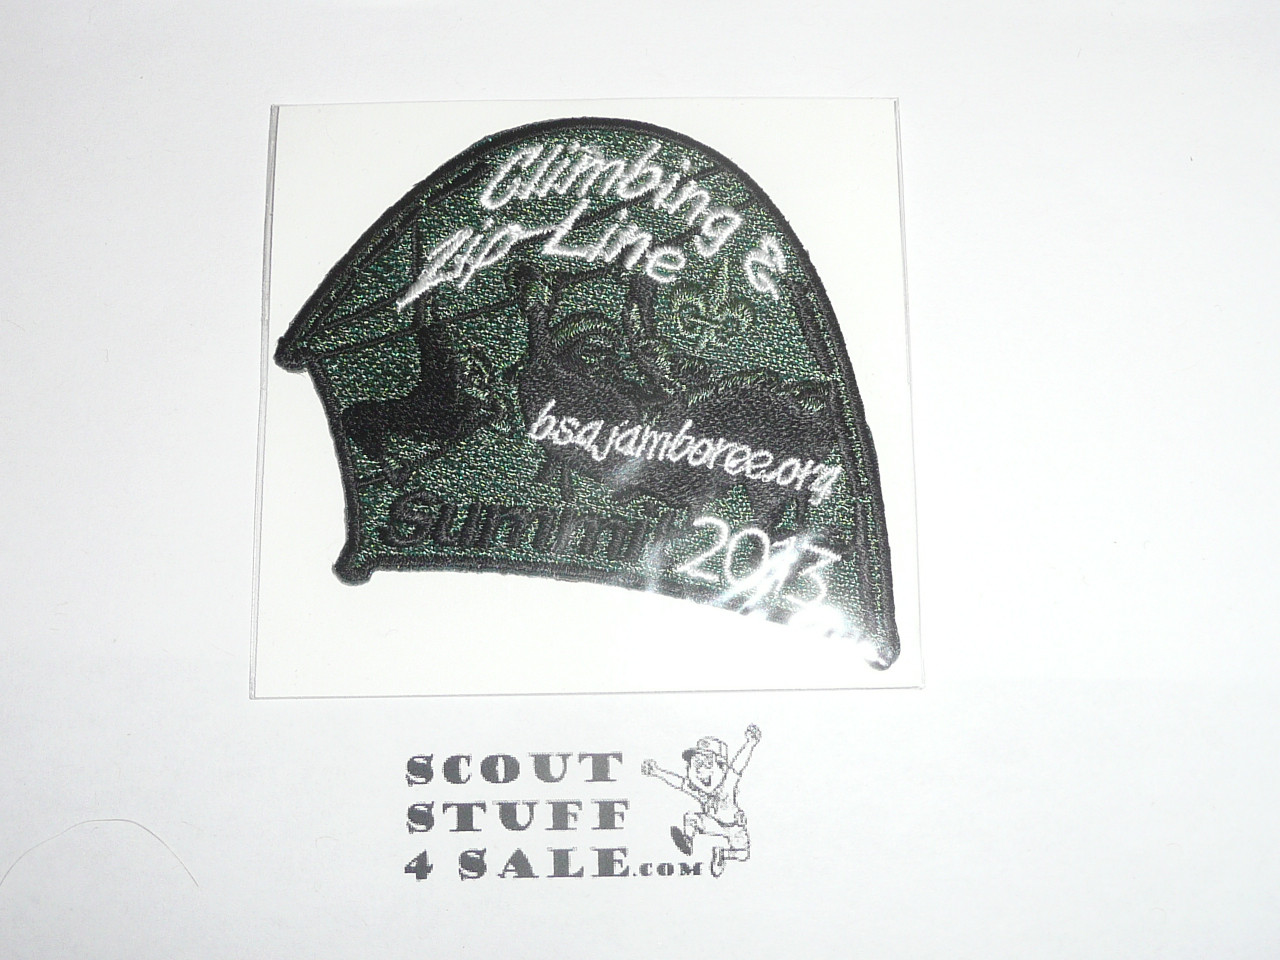 Climbing &
Zip Line
bsajamboree.org
summit 2013
SCOUT
STUFF
4 SALE.COM